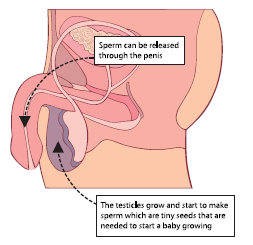 Sperm can be released
through the penis
The testicles grow and start to make
sperm which are tiny seeds that are
needed to start a baby growing